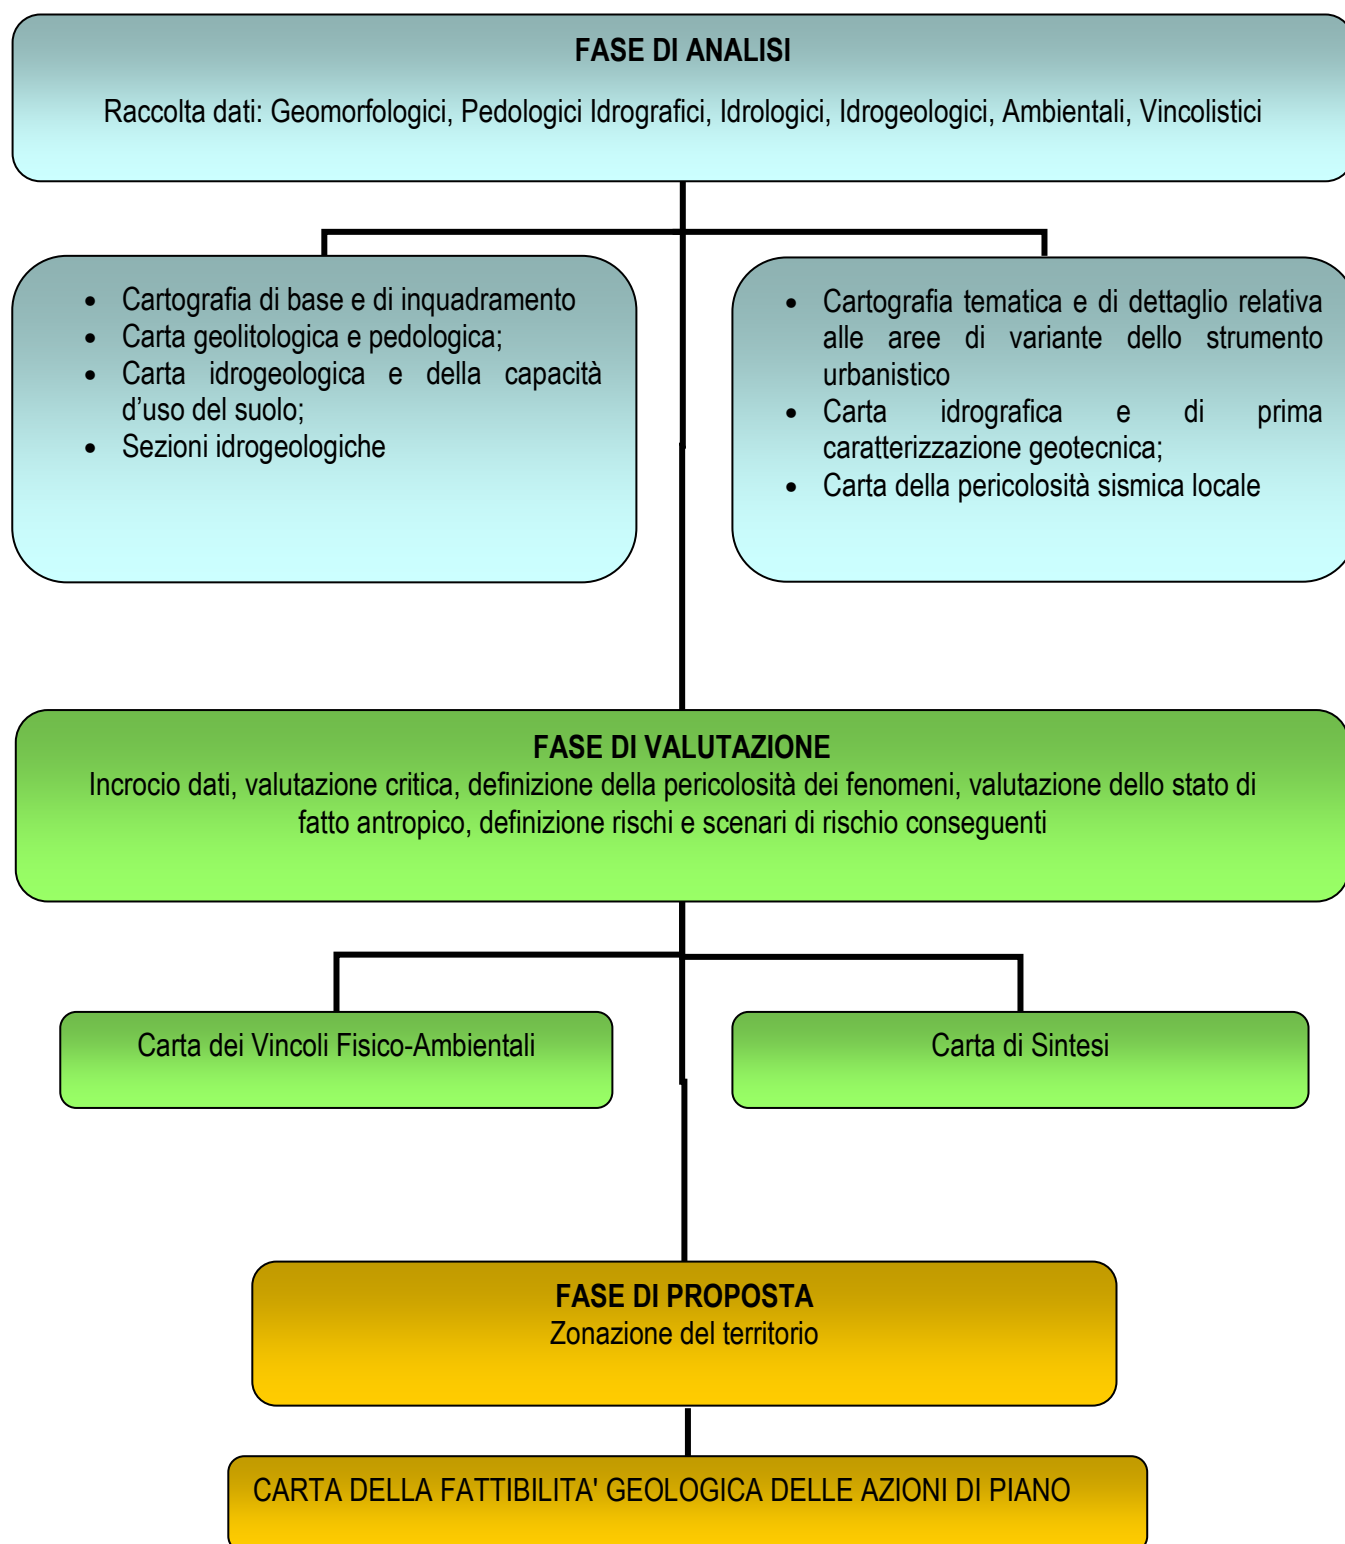 FASE DI ANALISI
Raccolta dati: Geomorfologici, Pedologici Idrografici, Idrologici, Idrogeologici, Ambientali, Vincolistici
• Cartografia di base e di inquadramento
• Carta geolitologica e pedologica;
• Carta idrogeologica e della capacità
d’uso del suolo;
• Sezioni idrogeologiche
• Cartografia tematica e di dettaglio relativa
alle aree di variante dello strumento
urbanistico
• Carta idrografica e di prima
caratterizzazione geotecnica;
• Carta della pericolosità sismica locale
FASE DI VALUTAZIONE
Incrocio dati, valutazione critica, definizione della pericolosità dei fenomeni, valutazione dello stato di
fatto antropico, definizione rischi e scenari di rischio conseguenti
Carta dei Vincoli Fisico-Ambientali
Carta di Sintesi
FASE DI PROPOSTA
Zonazione del territorio
CARTA DELLA FATTIBILITA' GEOLOGICA DELLE AZIONI DI PIANO